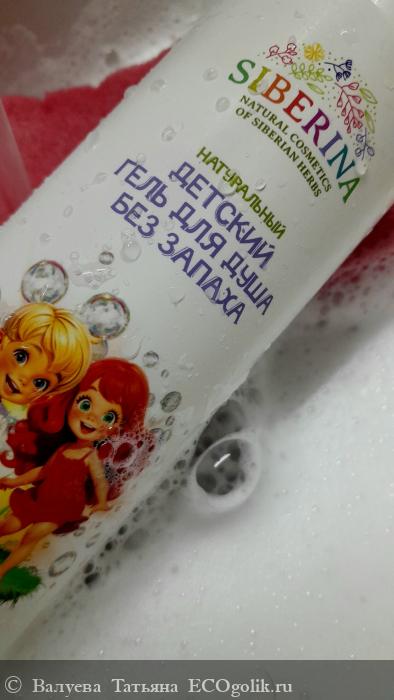 SIBERINA
NATURAL COSMETICS
OF SIBERIAN HERBS
НАТУРАЛЬНЫЙ
ДЕТСКИЙ
ГЕЛЬ ДЛЯ ДУША
БЕЗ ЗАПАХА
© Валуева Татьяна ECOgolik.ru